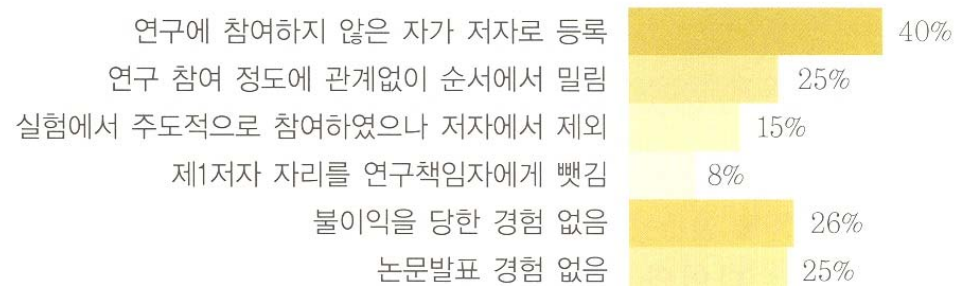 연구에 참여하지 않은 자가 저자로 등록 40%
연구 참여 정도에 관계없이 순서에서 밀림 25%
실험에서 주도적으로 참여하였으나 저자에서 제외 15%
제1저자 자리를 연구책임자에게 뺏김 8%
불이익을 당한 경험 없음 26%
논문발표 경험 없음 25%